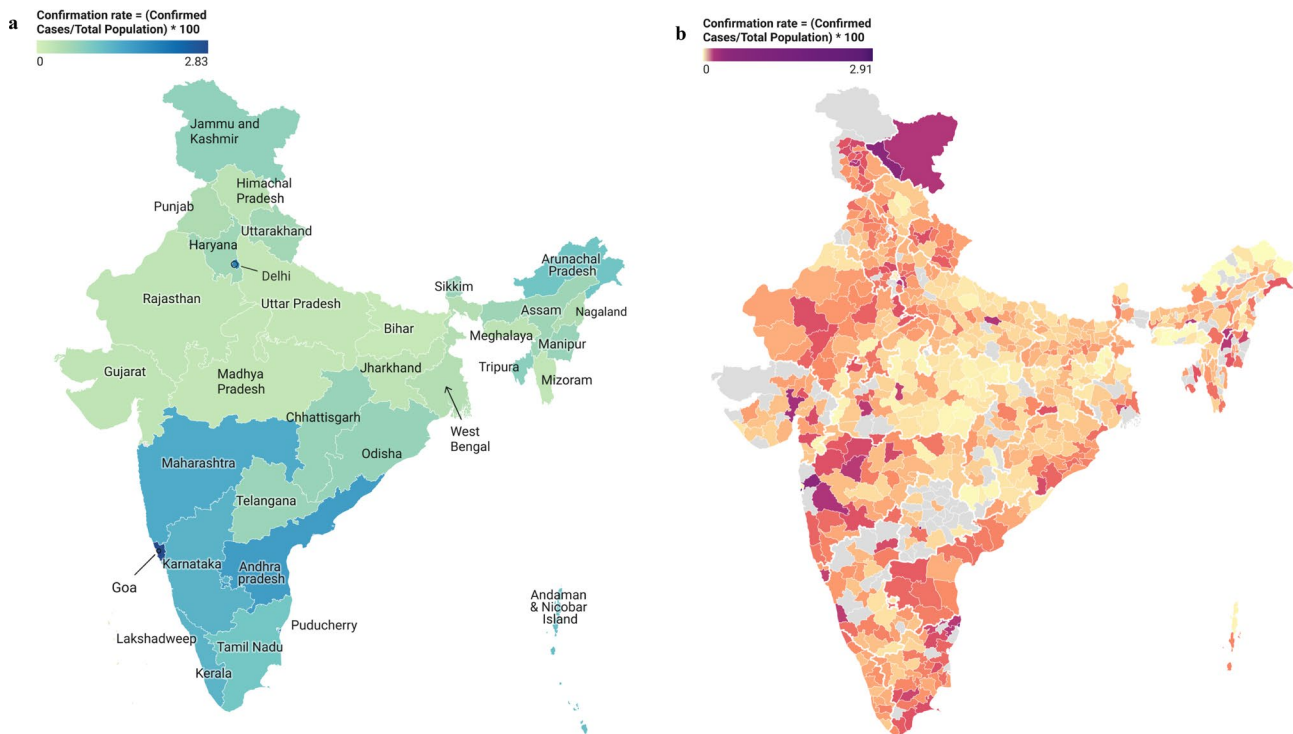 a
Confirmation rate = (Confirmed
Cases/Total Population) * 100
0
2.83
Jammu and
Kashmir
Himachal
Pradesh
Punjab
Uttarakhand
Haryana
Delhi
Rajasthan
Uttar Pradesh
Bihar
Sikkim
Arunachal
Pradesh
Assam
Nagaland
Meghalaya
Manipur
Tripura
Mizoram
Gujarat
Madhya
Pradesh
Jharkhand
West
Bengal
Chhattisgarh
Odisha
Maharashtra
Telangana
Goa
Karnataka
Andhra
pradesh
Andaman
& Nicobar
Island
Puducherry
Lakshadweep
Tamil Nadu
Kerala
b
Confirmation rate = (Confirmed
Cases/Total Population) * 100
0
2.91